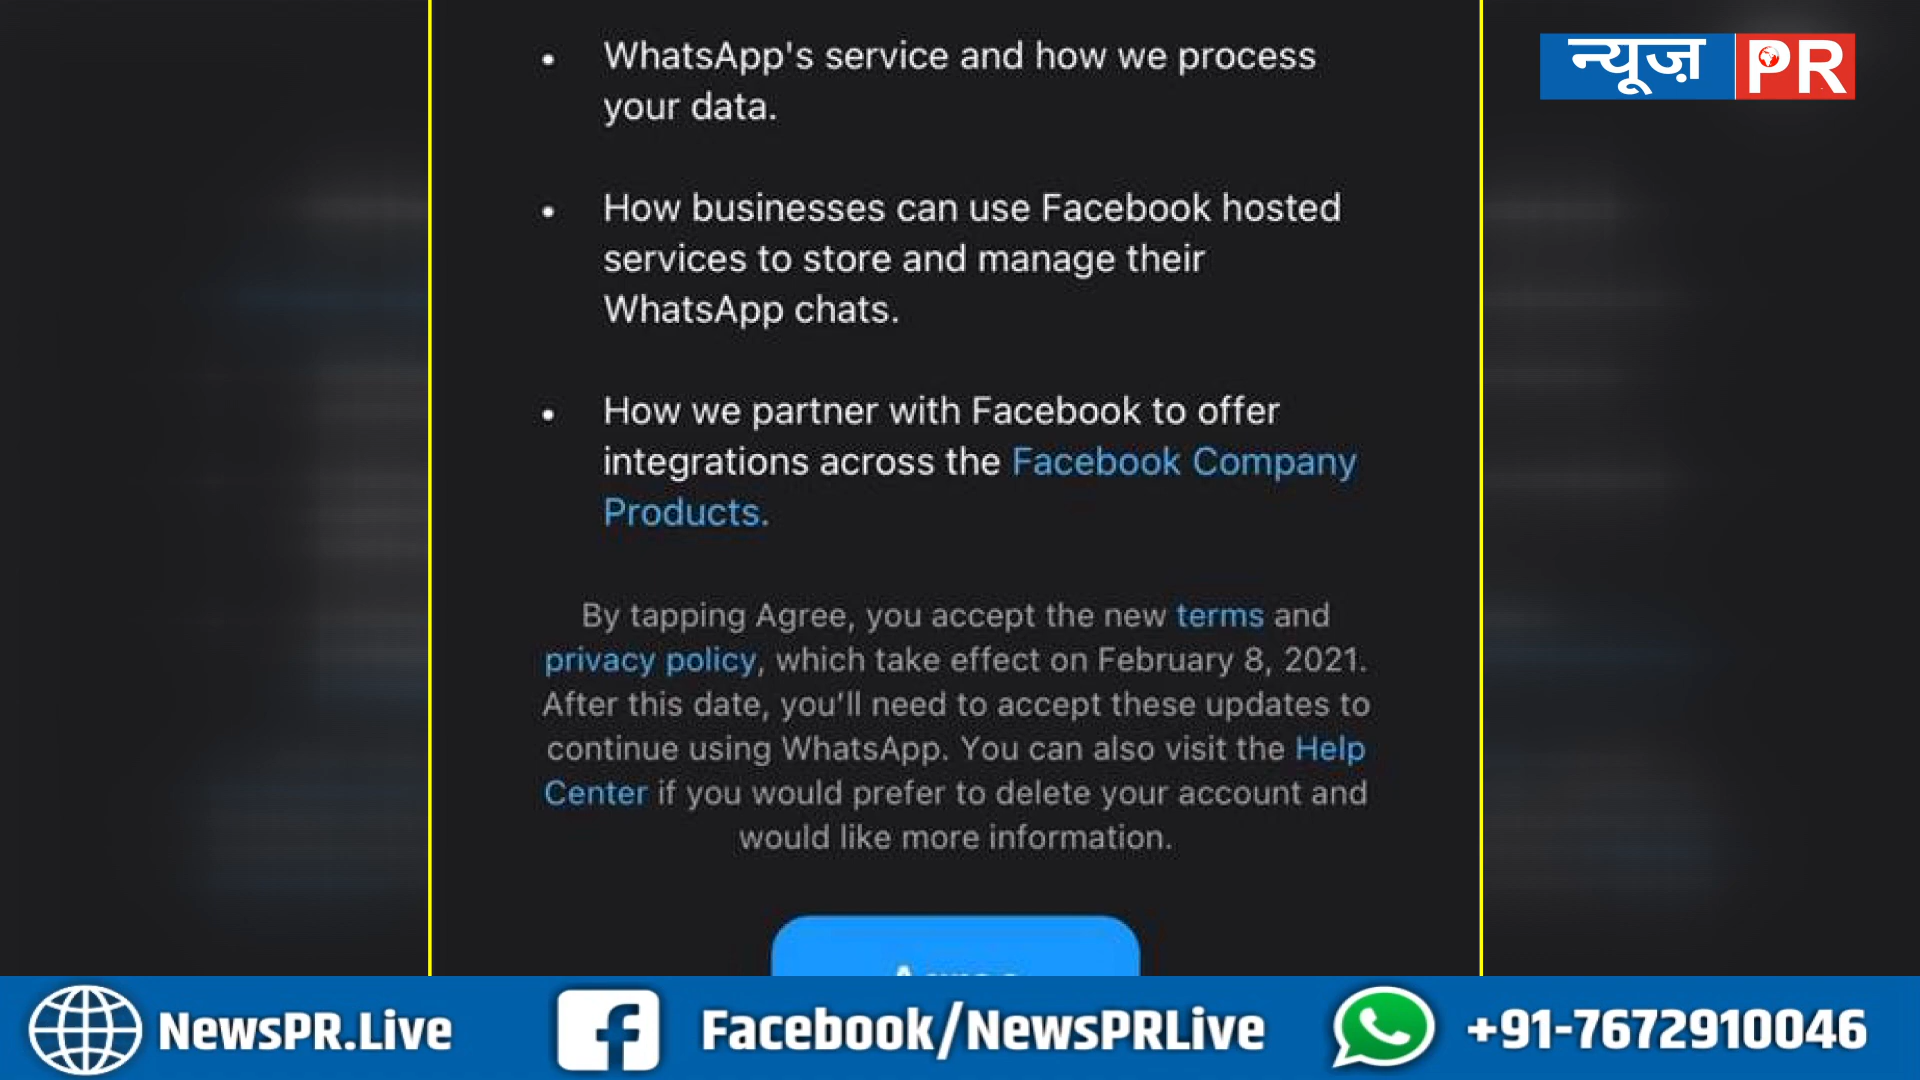 • WhatsApp's service and how we process
your data.
• How businesses can use Facebook hosted
services to store and manage their
WhatsApp chats.
• How we partner with Facebook to offer
integrations across the Facebook Company
Products.
By tapping Agree, you accept the new terms and
privacy policy, which take effect on February 8, 2021.
After this date, you'll need to accept these updates to
continue using WhatsApp. You can also visit the Help
Center if you would prefer to delete your account and
would like more information.
न्यूज़ PR
NewsPR.Live
Facebook/NewsPRLive
+91-7672910046